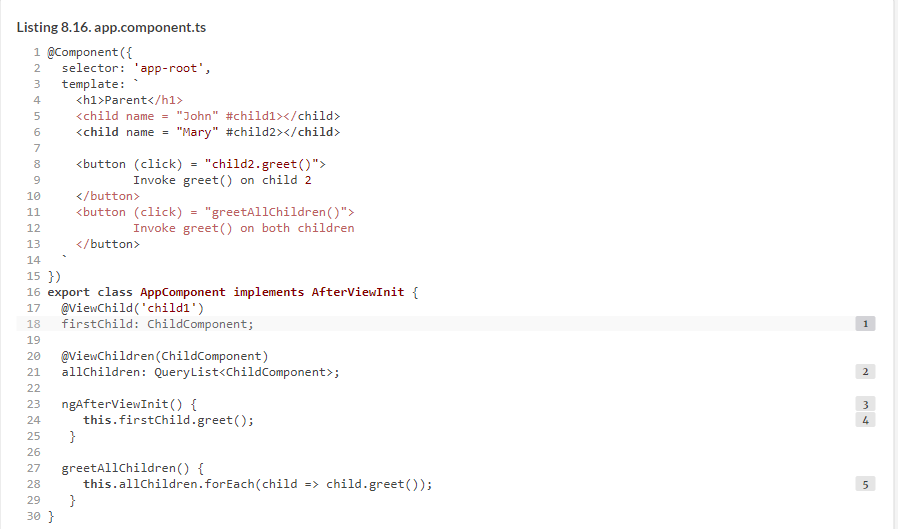 Listing 8.16. app.component.ts
1 @Component({
2   selector: 'app-root',
3   template: `
4     <h1>Parent</h1>
5     <child name = "John" #child1></child>
6     <child name = "Mary" #child2></child>
7
8     <button (click) = "child2.greet()">
9             Invoke greet() on child 2
10     </button>
11     <button (click) = "greetAllChildren()">
12             Invoke greet() on both children
13     </button>
14   `
15 })
16 export class AppComponent implements AfterViewInit {
17   @ViewChild('child1')
18   firstChild: ChildComponent; 1
19
20   @ViewChildren(ChildComponent)
21   allChildren: QueryList<ChildComponent>; 2
22
23   ngAfterViewInit() { 3
24      this.firstChild.greet(); 4
25    }
26
27   greetAllChildren() {
28      this.allChildren.forEach(child => child.greet()); 5
29    }
30 }